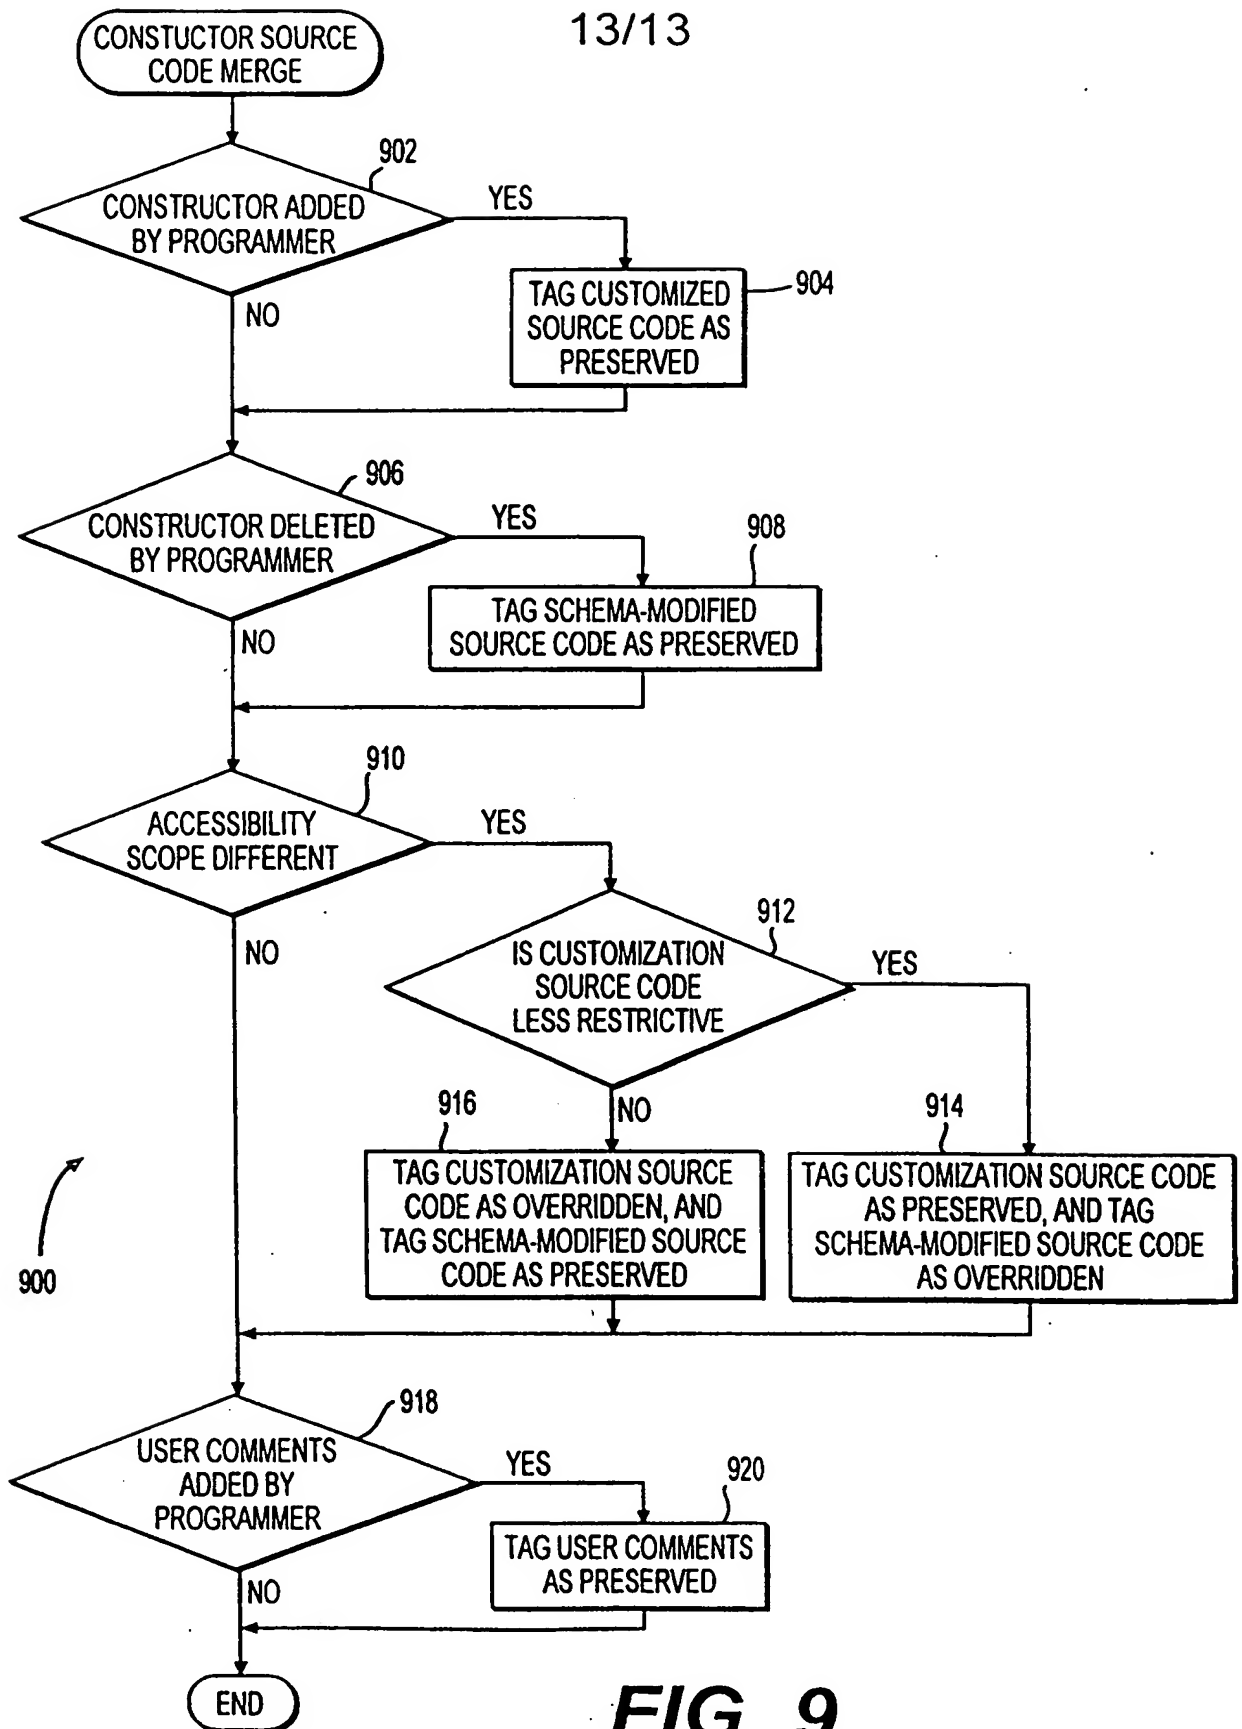 13/13
CONSTUCTOR SOURCE
CODE MERGE
902
CONSTRUCTOR ADDED
BY PROGRAMMER
YES
NO
904
TAG CUSTOMIZED
SOURCE CODE AS
PRESERVED
906
CONSTRUCTOR DELETED
BY PROGRAMMER
YES
NO
908
TAG SCHEMA-MODIFIED
SOURCE CODE AS PRESERVED
910
ACCESSIBILITY
SCOPE DIFFERENT
YES
NO
912
IS CUSTOMIZATION
SOURCE CODE
LESS RESTRICTIVE
YES
NO
916
TAG CUSTOMIZATION SOURCE
CODE AS OVERRIDDEN, AND
TAG SCHEMA-MODIFIED SOURCE
CODE AS PRESERVED
914
TAG CUSTOMIZATION SOURCE CODE
AS PRESERVED, AND TAG
SCHEMA-MODIFIED SOURCE CODE
AS OVERRIDDEN
900
918
USER COMMENTS
ADDED BY
PROGRAMMER
YES
NO
920
TAG USER COMMENTS
AS PRESERVED
END
FIG. 9